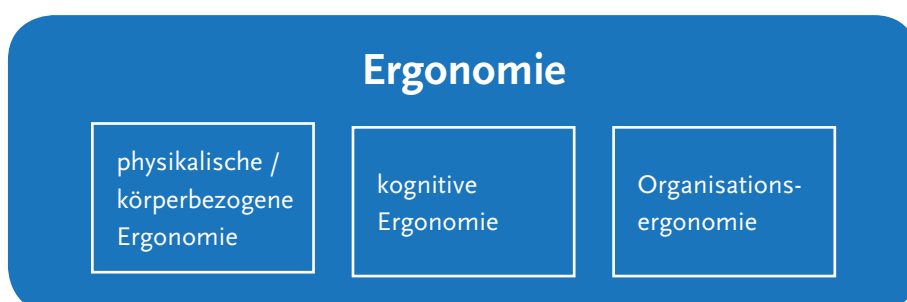 Ergonomie
physikalische /
körperbezogene
Ergonomie
kognitive
Ergonomie
Organisations-
ergonomie